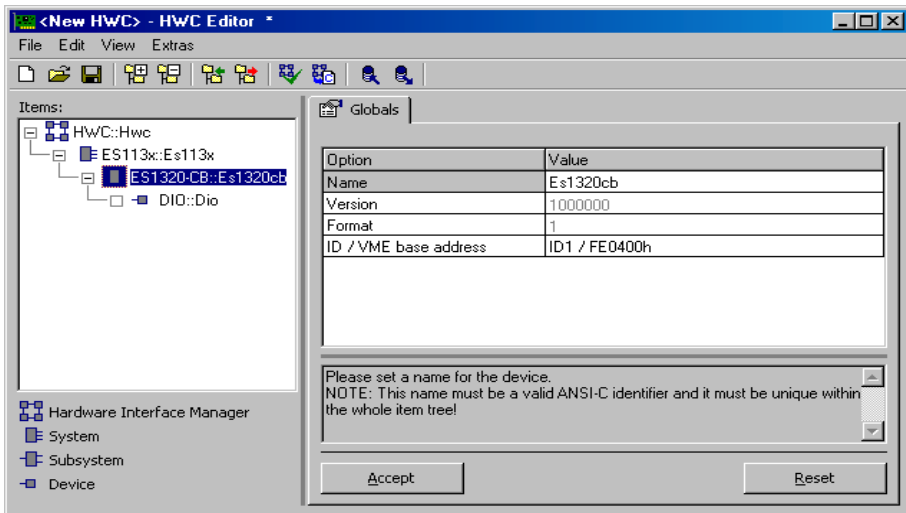 <New HWC> - HWC Editor *
File Edit View Extras
Items:
HWC::Hwc
ES113x::Es113x
ES1320-CB::Es1320cb
DIO::Dio
Hardware Interface Manager
System
Subsystem
Device
Globals
Option Value
Name Es1320cb
Version 1000000
Format 1
ID / VME base address ID1 / FE0400h
Please set a name for the device.
NOTE: This name must be a valid ANSI-C identifier and it must be unique within
the whole item tree!
Accept Reset